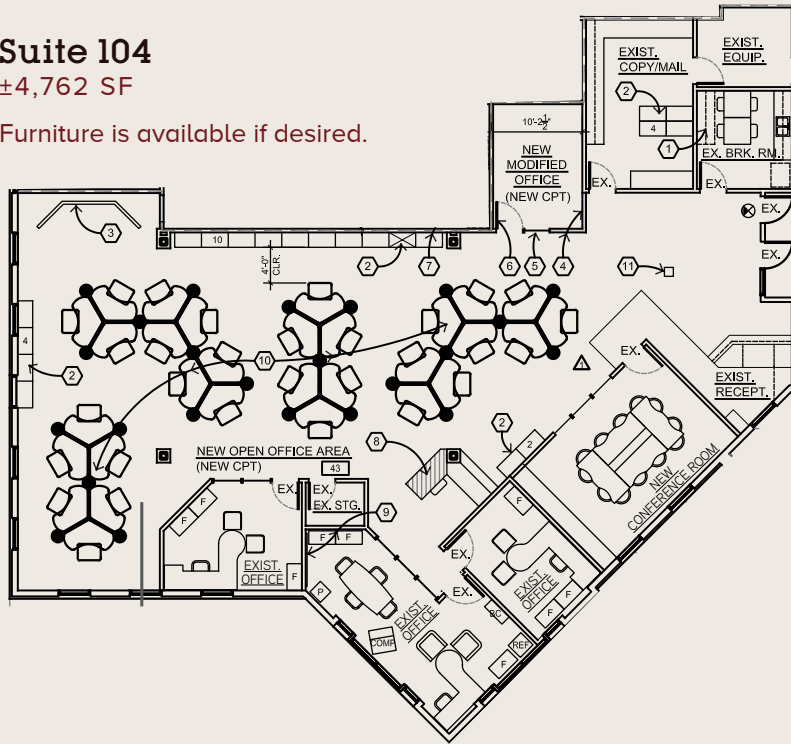 Suite 104
±4,762 SF
Furniture is available if desired.
EXIST.
COPY/MAIL
EXIST.
EQUIP.
2
4
1
EX. BRK. RM.
EX.
EX.
10'-2½"
NEW
MODIFIED
OFFICE
(NEW CPT)
EX.
EX.
3
10
4'-0"
CLR.
2
7
6
5
4
11
4
2
10
1
EX.
EXIST.
RECEPT.
NEW OPEN OFFICE AREA
(NEW CPT)
43
8
2
2
NEW
CONFERENCE ROOM
EX.
EX.
EX. STG.
9
F
F
F
EXIST.
OFFICE
F
F
P
EXIST.
OFFICE
COMP
EX.
EX.
F
EXIST.
OFFICE
F
F
BC
REF
F